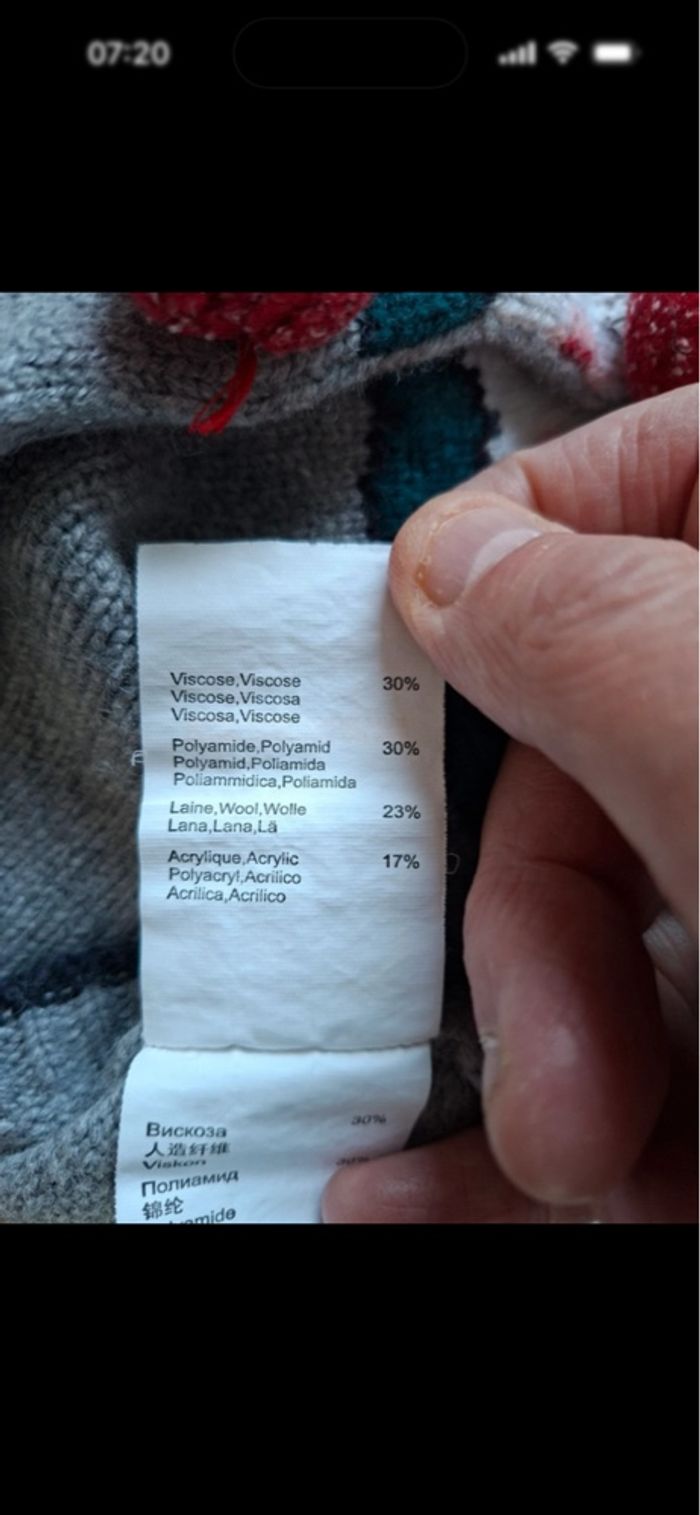 07:20
Viscose,Viscose 30%
Viscose,Viscosa
Viscosa,Viscose
Polyamide,Polyamid 30%
Polyamid,Poliamida
Poliammidica,Poliamida
Laine,Wool,Wolle 23%
Lana,Lana,Lã
Acrylique,Acrylic 17%
Polyacryl,Acrilico
Acrilica,Acrilico
Вискоза 30%
人造纤维
Viskon
Полиамид 30%
锦纶